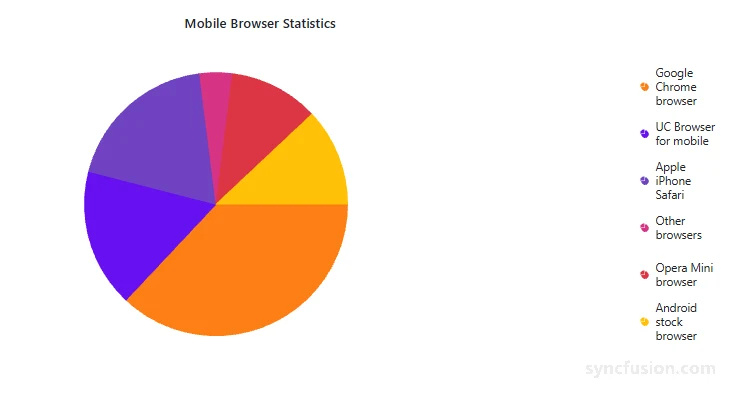 Mobile Browser Statistics
Google
Chrome
browser
UC Browser
for mobile
Apple
iPhone
Safari
Other
browsers
Opera Mini
browser
Android
stock
browser
syncfusion.com